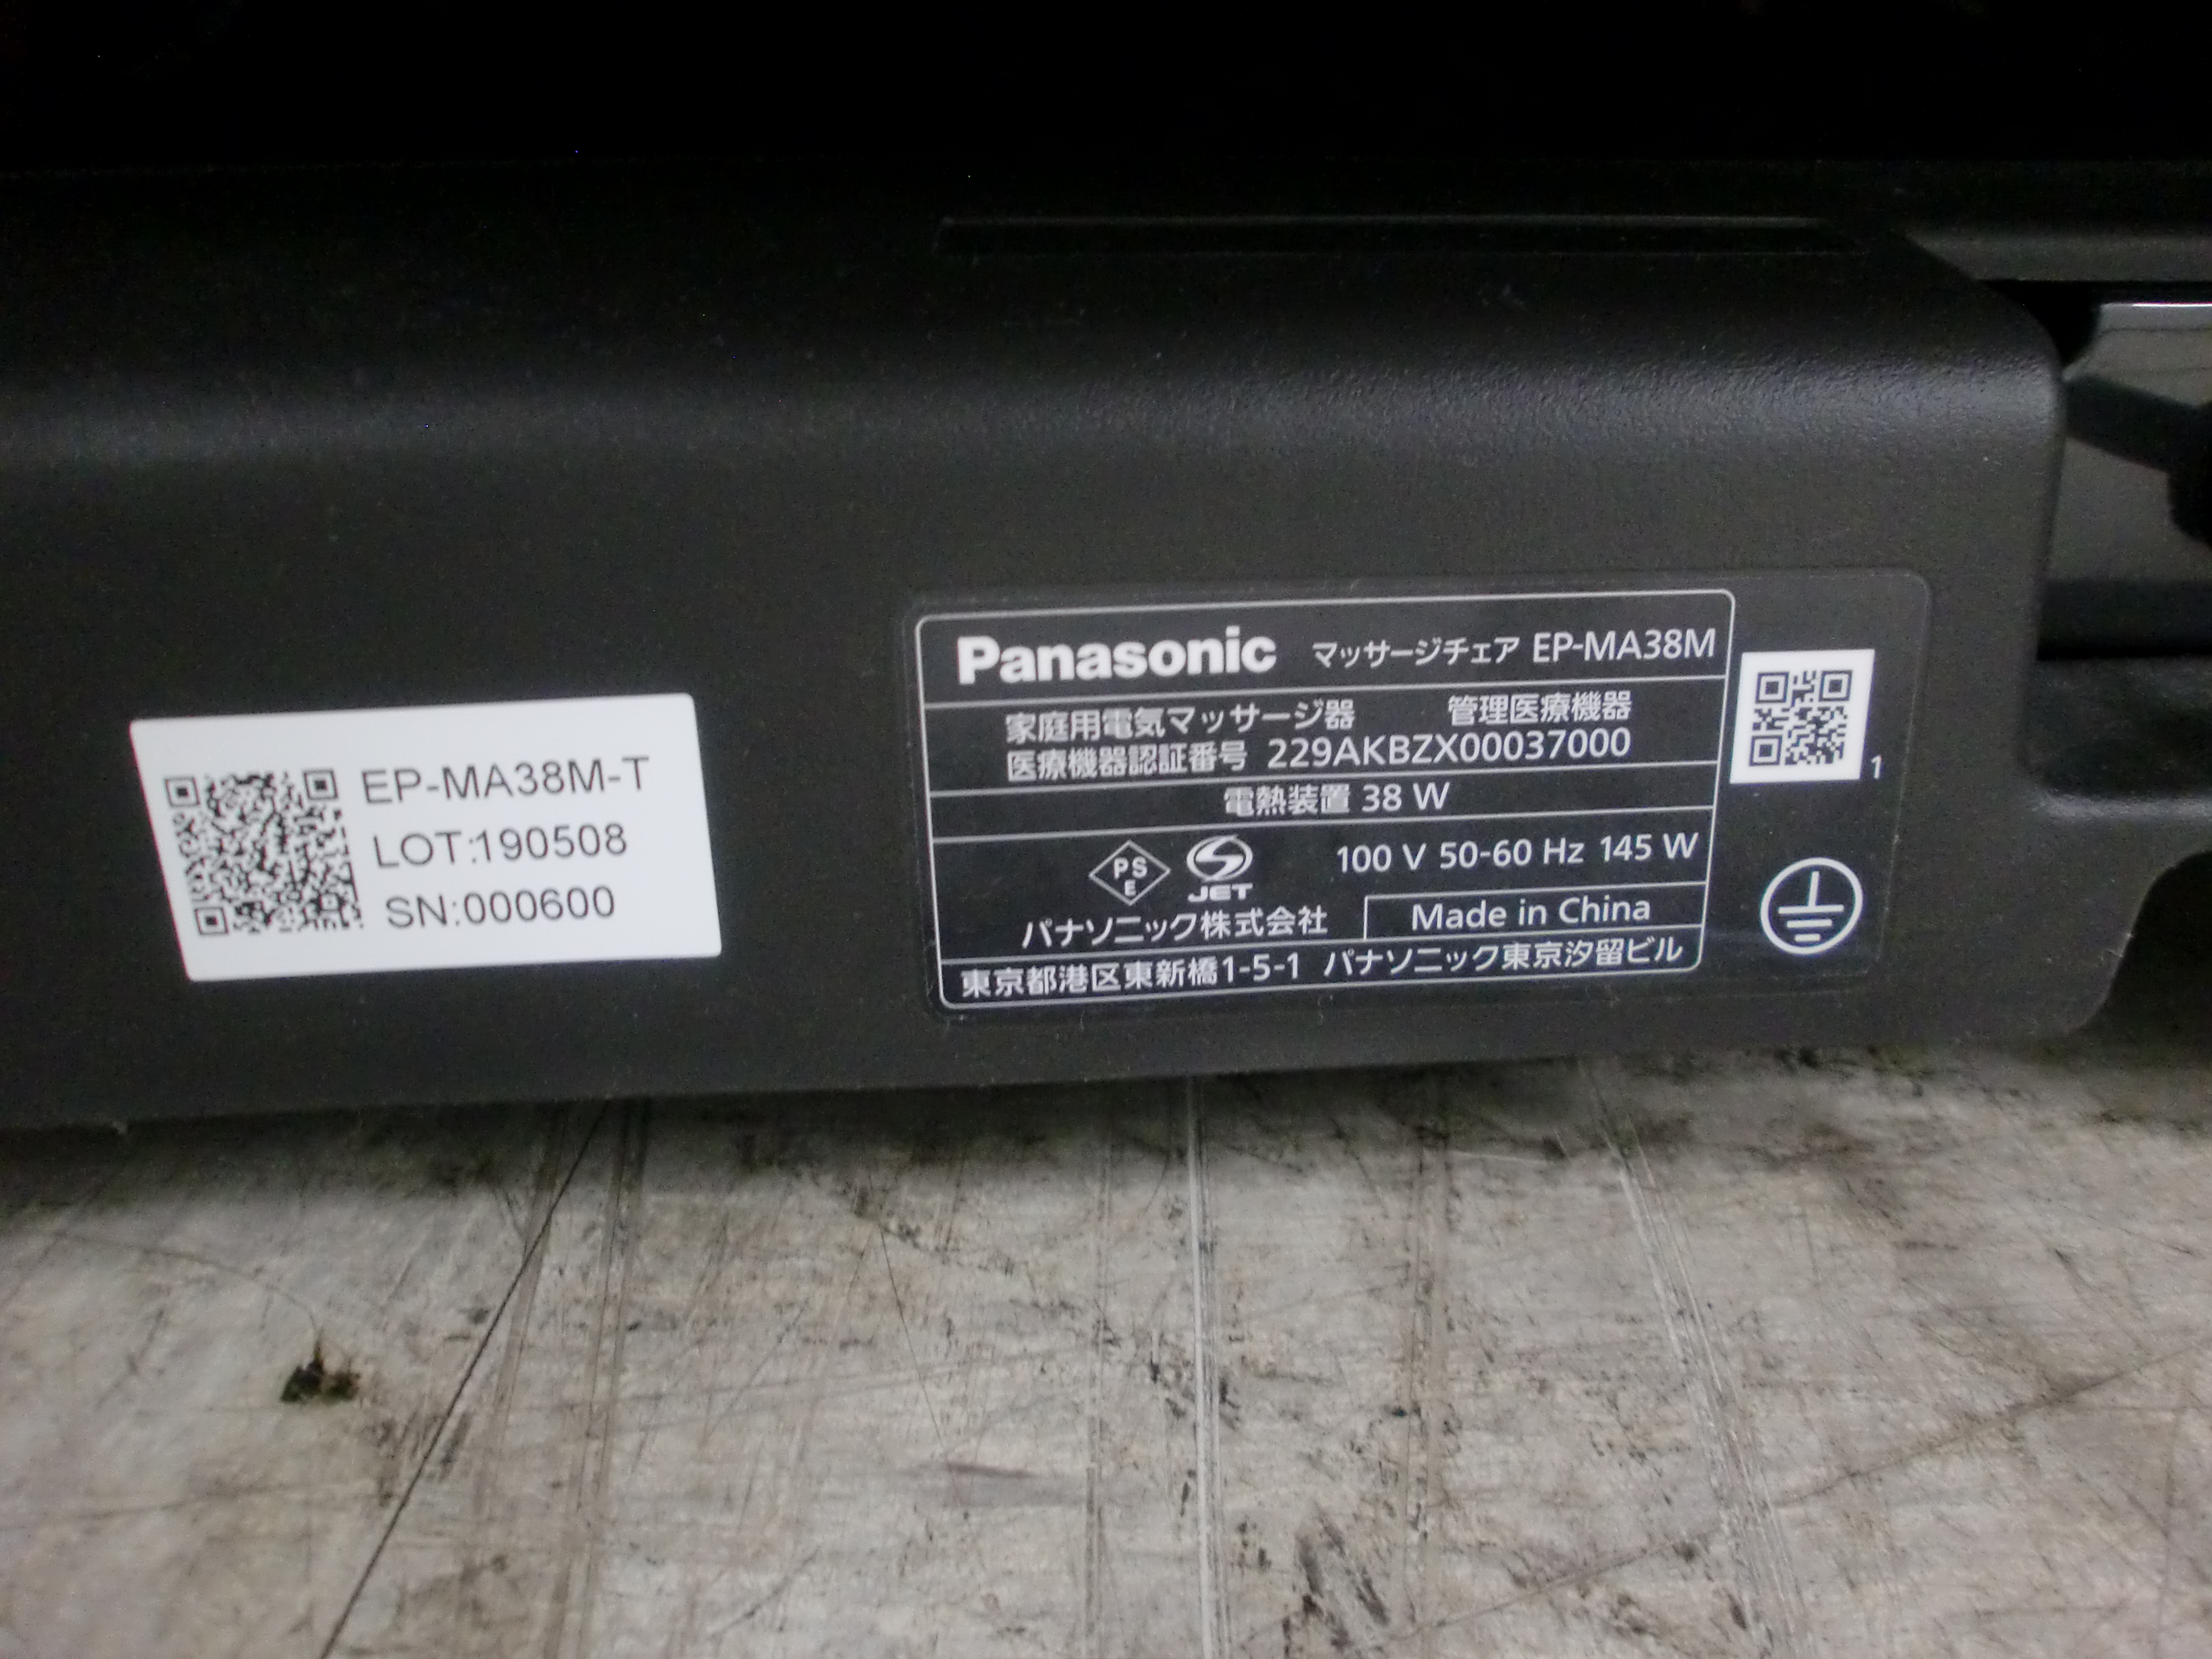 EP-MA38M-T
LOT:190508
SN:000600
Panasonic マッサージチェア EP-MA38M
家庭用電気マッサージ器 管理医療機器
医療機器認証番号 229AKBZX00037000
電熱装置 38 W
PS E JET 100 V 50-60 Hz 145 W
パナソニック株式会社 Made in China
東京都港区東新橋1-5-1 パナソニック東京汐留ビル
1